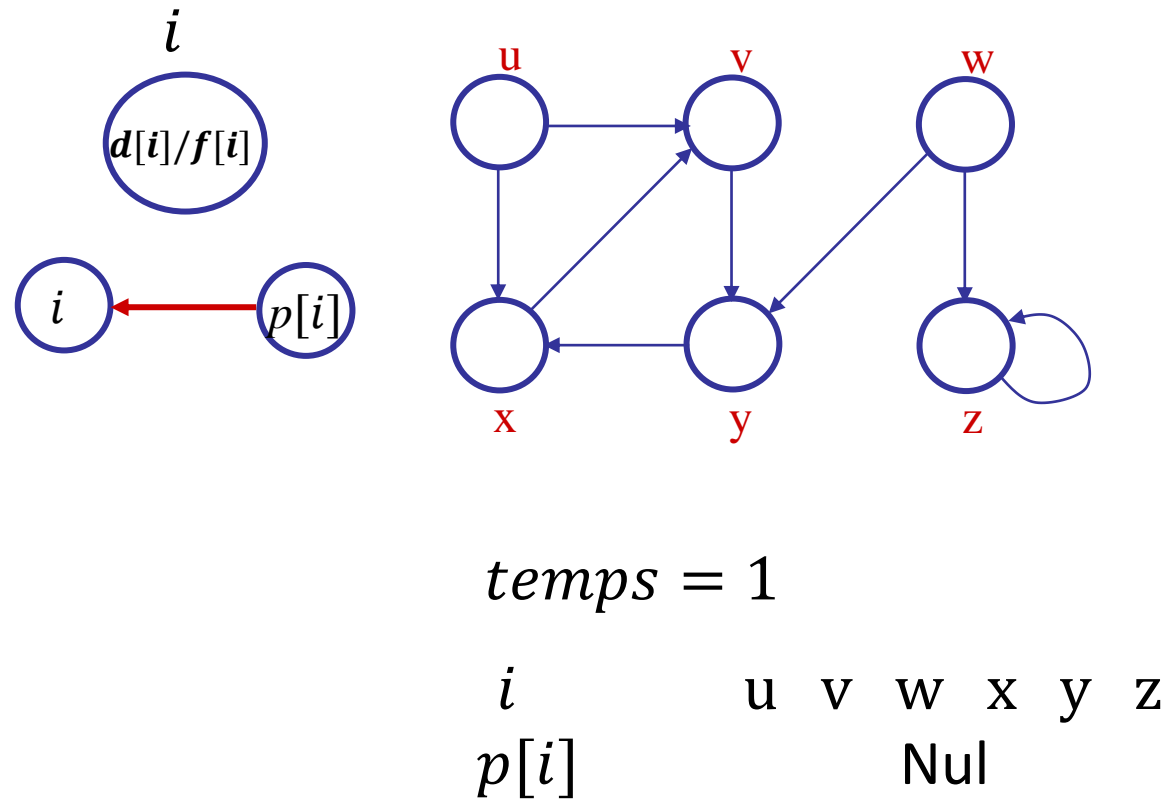 i
d[i]/f[i]
i p[i]
u v w
x y z
temps = 1
i u v w x y z
p[i] Nul